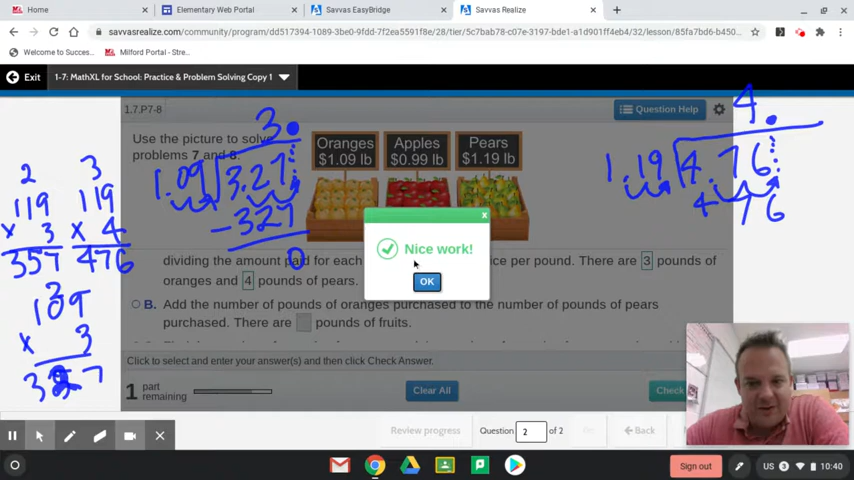 Home
Elementary Web Portal
Savvas EasyBridge
Savvas Realize
savvasrealize.com/community/program/dd517394-1089-3be0-9fdd-7f2ea5591f8e/28/tier/5c7bab78-c07e-3197-bde1-a01d0ceeb4f4/32/lesson/85fa7bd6-b4...
Welcome to Succes...
Milford Portal - Stre...
Exit
1-7: MathXL for School: Practice & Problem Solving Copy 1
1.7.P7-8
Question Help
Use the picture to solve
problems 7 and 8.
Oranges
$1.09 lb
Apples
$0.99 lb
Pears
$1.19 lb
3.
1.09 3.27
- 327
0
4.
1.19 4.76
4 76
2
119
x 3
357
3
119
x 4
476
2
109
x 3
327
Nice work!
OK
dividing the amount paid for each
ce per pound. There are 3 pounds of
oranges and 4 pounds of pears.
B. Add the number of pounds of oranges purchased to the number of pounds of pears
purchased. There are pounds of fruits.
Click to select and enter your answer(s) and then click Check Answer.
1 part
remaining
Clear All
Check
Review progress
Question 2 of 2
Back
Sign out
US 3 10:40